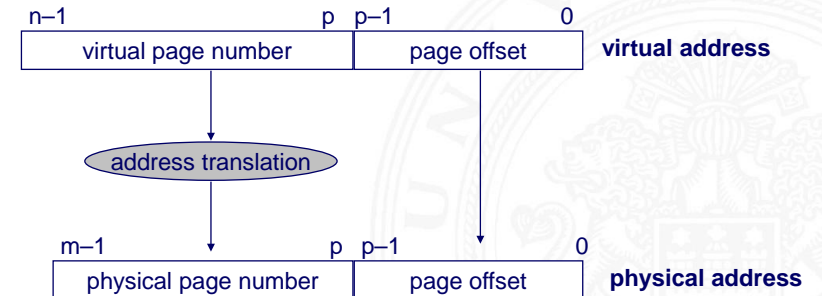 n–1 p p–1 0
virtual page number page offset virtual address
address translation
m–1 p p–1 0
physical page number page offset physical address